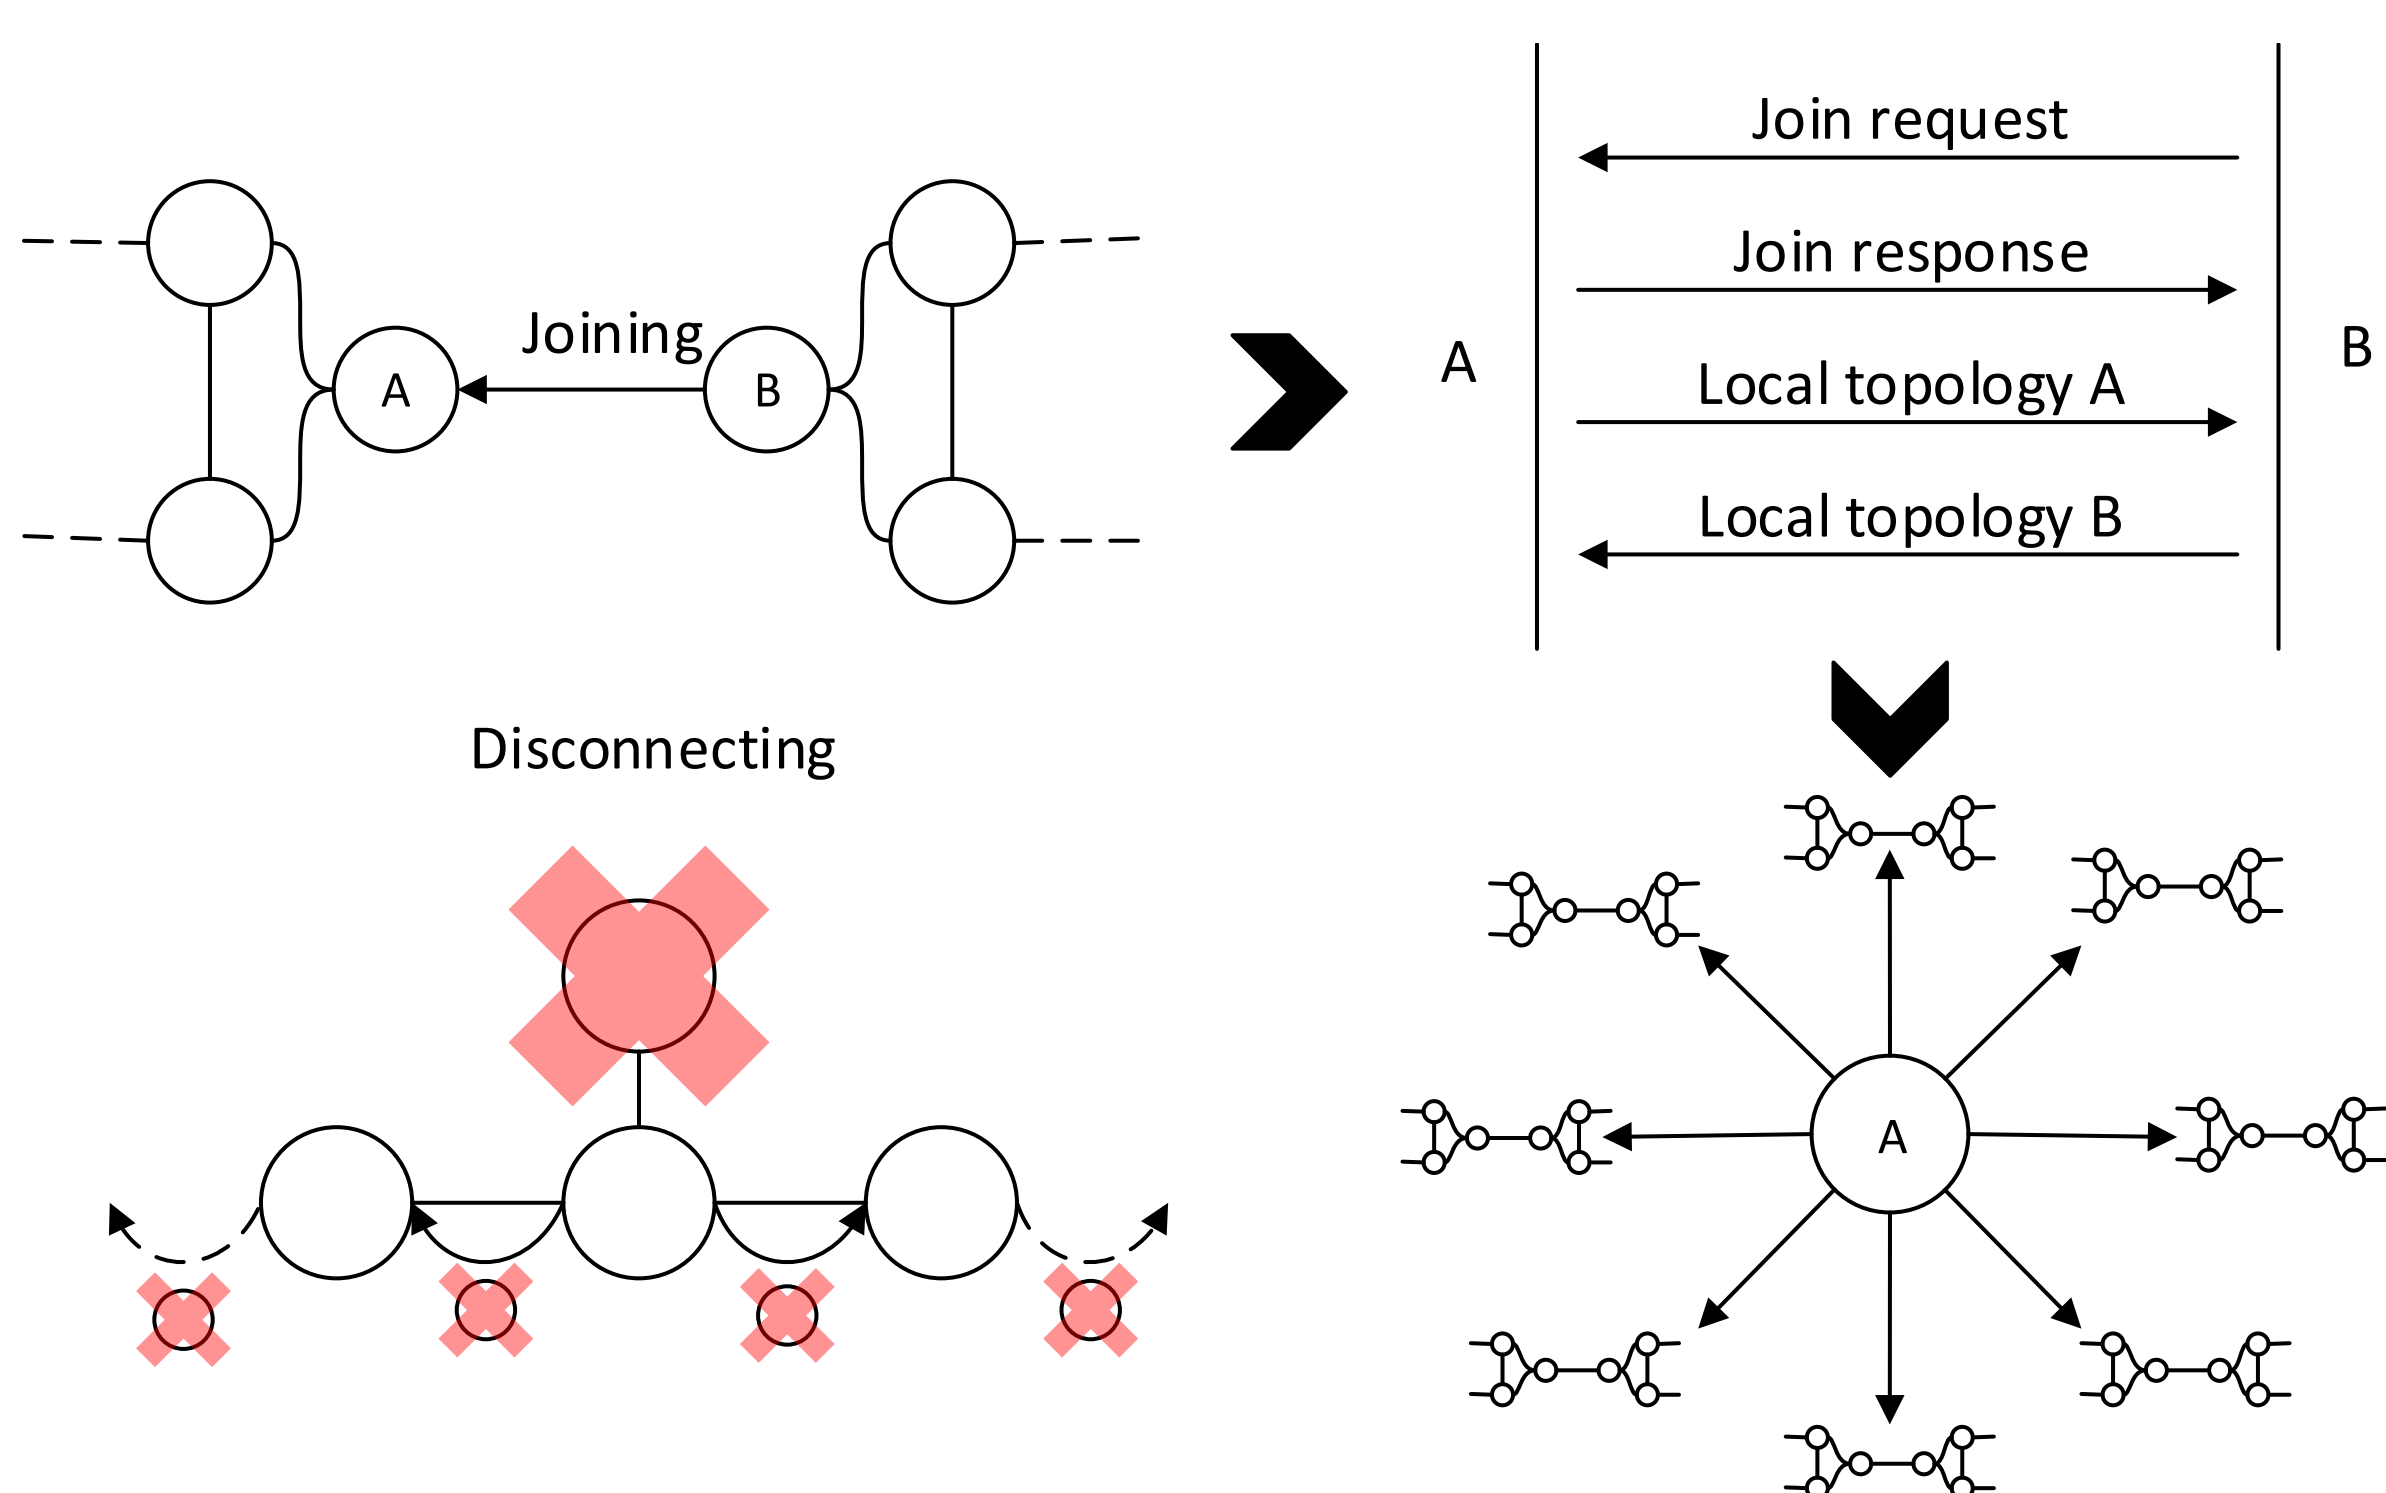 Joining
A
B
Join request
Join response
Local topology A
Local topology B
A
B
Disconnecting
A